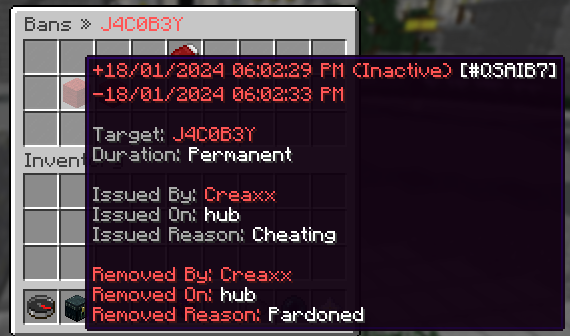 Bans » J4C0B3Y
+18/01/2024 06:02:29 PM (Inactive) [#QSAIB7]
-18/01/2024 06:02:33 PM
Target: J4C0B3Y
Duration: Permanent
Inven
Issued By: Creaxx
Issued On: hub
Issued Reason: Cheating
Removed By: Creaxx
Removed On: hub
Removed Reason: Pardoned